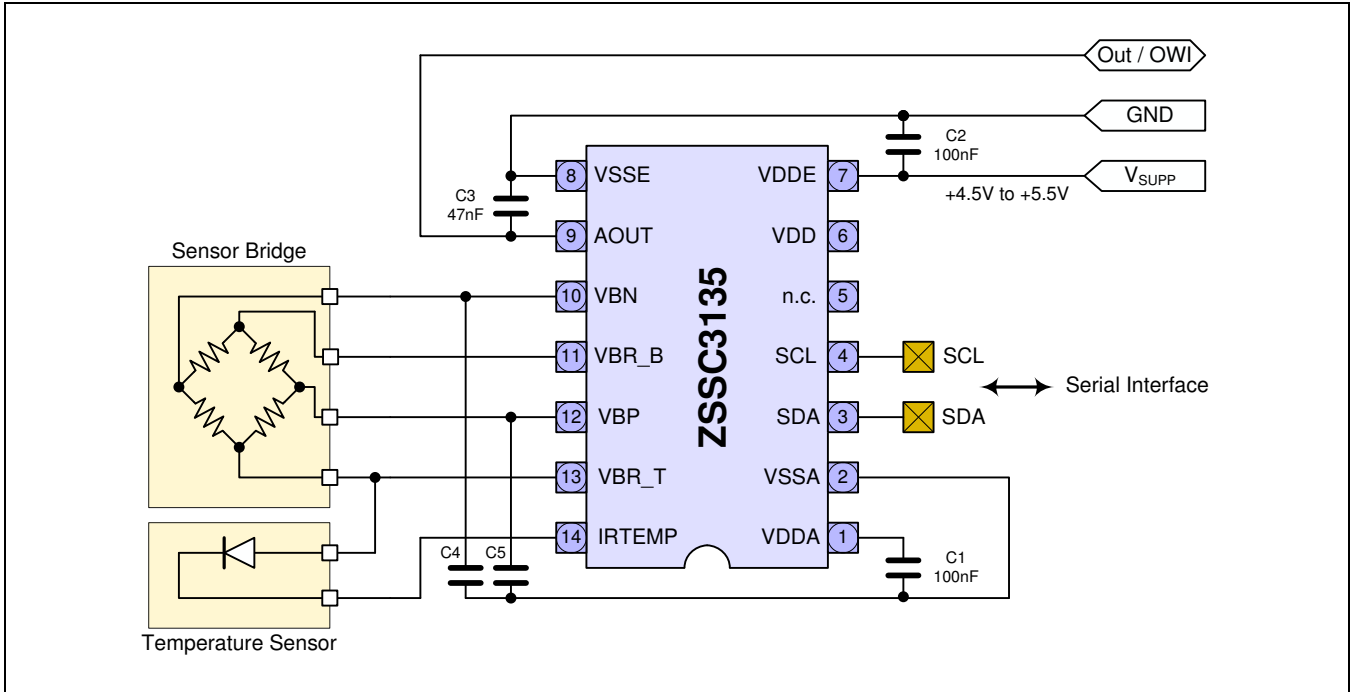 Out / OWI
GND
C2
100nF
V_SUPP
+4.5V to +5.5V
8 VSSE
VDDE 7
C3
47nF
9 AOUT
VDD 6
Sensor Bridge
10 VBN
n.c. 5
11 VBR_B
SCL 4
SCL
ZSSC3135
Serial Interface
12 VBP
SDA 3
SDA
13 VBR_T
VSSA 2
14 IRTEMP
VDDA 1
C4
C5
C1
100nF
Temperature Sensor